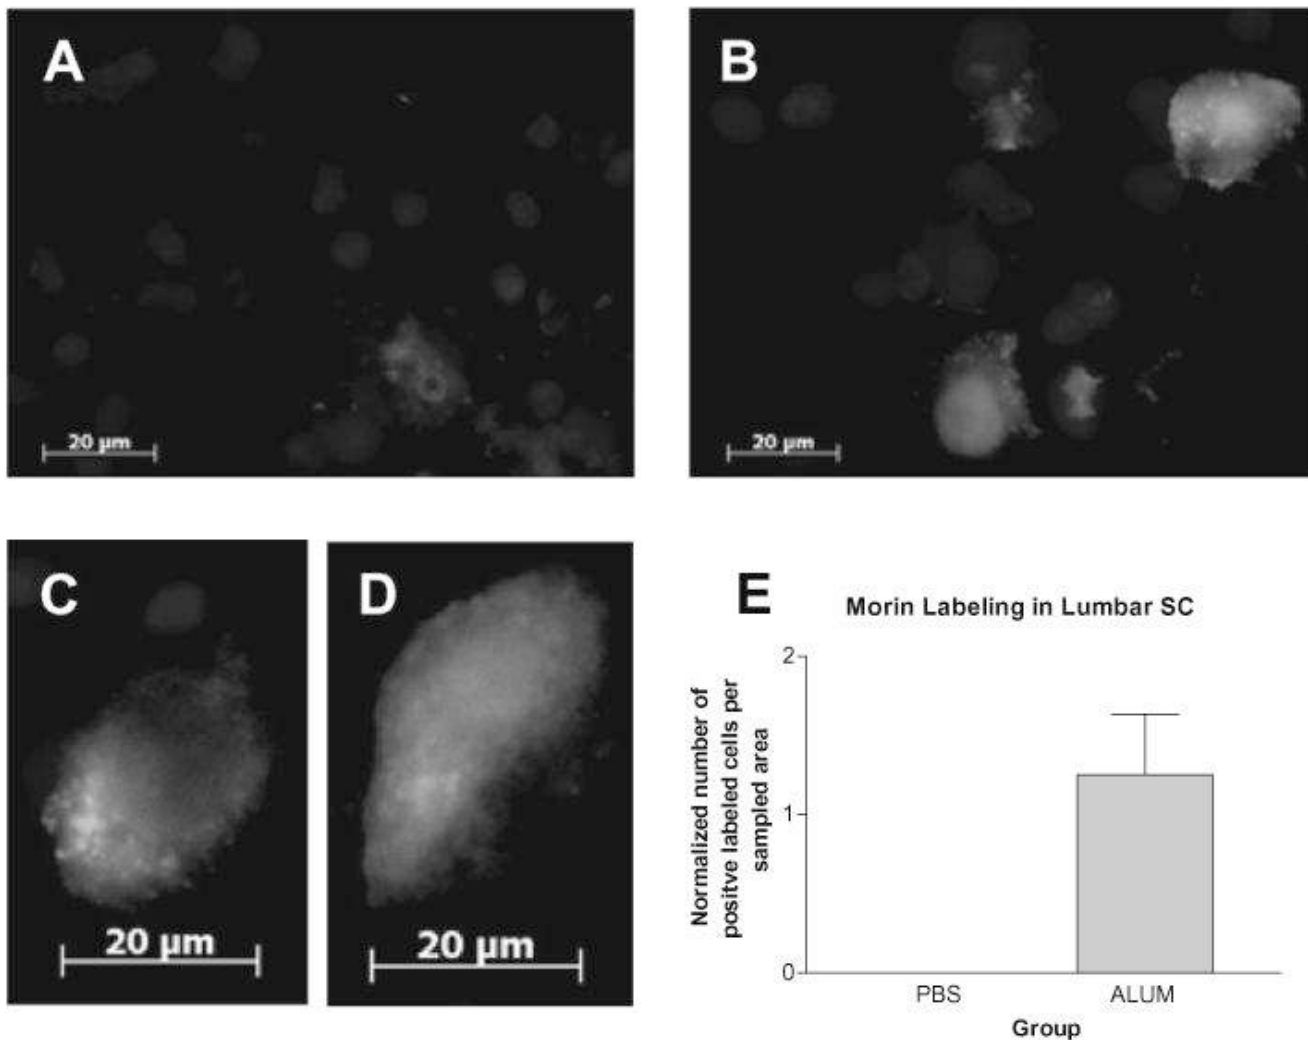 A
20 µm
B
20 µm
C
20 µm
D
20 µm
E
Morin Labeling in Lumbar SC
Normalized number of
positve labeled cells per
sampled area
2
1
0
PBS
ALUM
Group